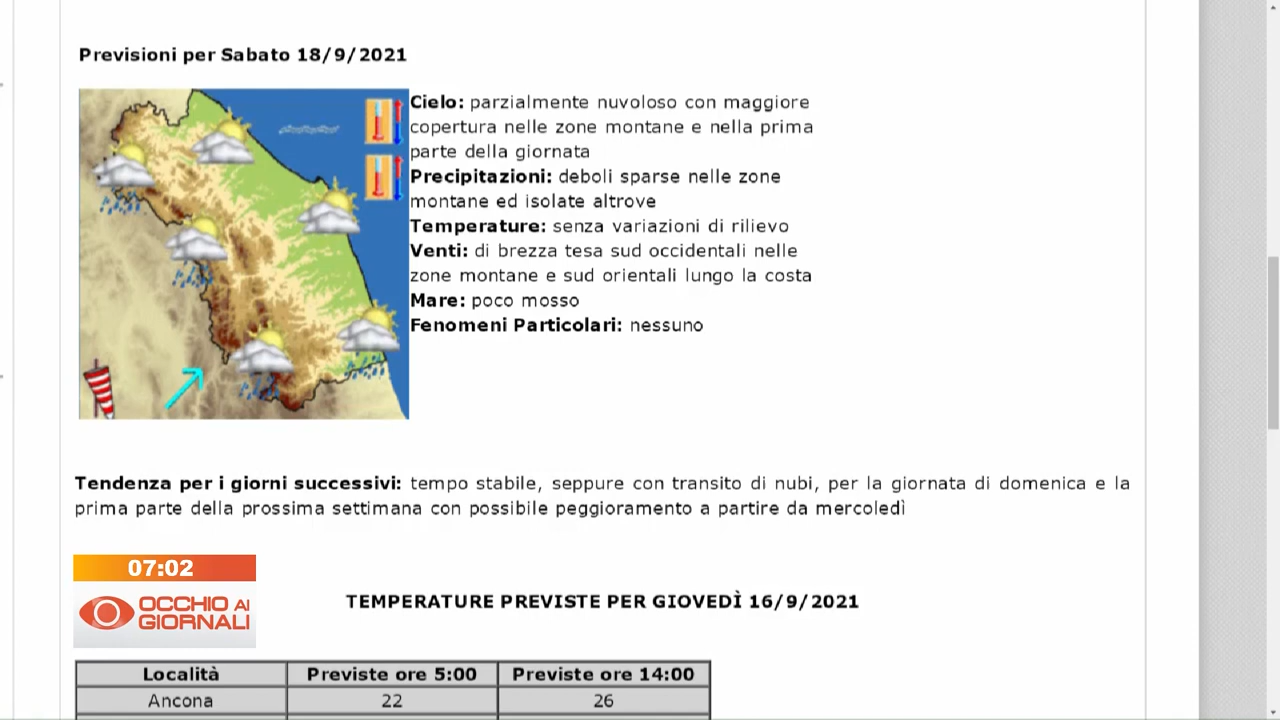 Previsioni per Sabato 18/9/2021
Cielo: parzialmente nuvoloso con maggiore
copertura nelle zone montane e nella prima
parte della giornata
Precipitazioni: deboli sparse nelle zone
montane ed isolate altrove
Temperature: senza variazioni di rilievo
Venti: di brezza tesa sud occidentali nelle
zone montane e sud orientali lungo la costa
Mare: poco mosso
Fenomeni Particolari: nessuno
Tendenza per i giorni successivi: tempo stabile, seppure con transito di nubi, per la giornata di domenica e la
prima parte della prossima settimana con possibile peggioramento a partire da mercoledì
07:02
OCCHIO AI
GIORNALI
TEMPERATURE PREVISTE PER GIOVEDÌ 16/9/2021
Località Previste ore 5:00 Previste ore 14:00
Ancona 22 26